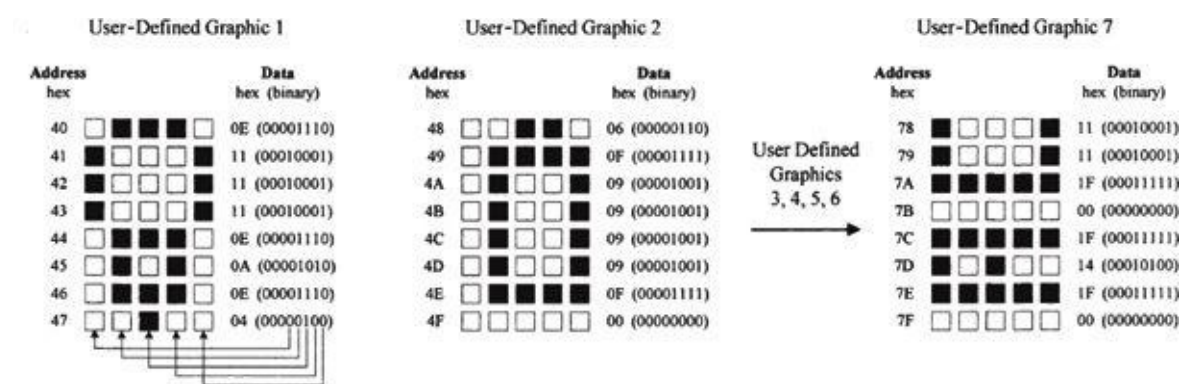 User-Defined Graphic 1
Address Data
hex hex (binary)
40 0E (00001110)
41 11 (00010001)
42 11 (00010001)
43 11 (00010001)
44 0E (00001110)
45 0A (00001010)
46 0E (00001110)
47 04 (00000100)
User-Defined Graphic 2
Address Data
hex hex (binary)
48 06 (00000110)
49 0F (00001111)
4A 09 (00001001)
4B 09 (00001001)
4C 09 (00001001)
4D 09 (00001001)
4E 0F (00001111)
4F 00 (00000000)
User Defined
Graphics
3, 4, 5, 6
User-Defined Graphic 7
Address Data
hex hex (binary)
78 11 (00010001)
79 11 (00010001)
7A 1F (00011111)
7B 00 (00000000)
7C 1F (00011111)
7D 14 (00010100)
7E 1F (00011111)
7F 00 (00000000)